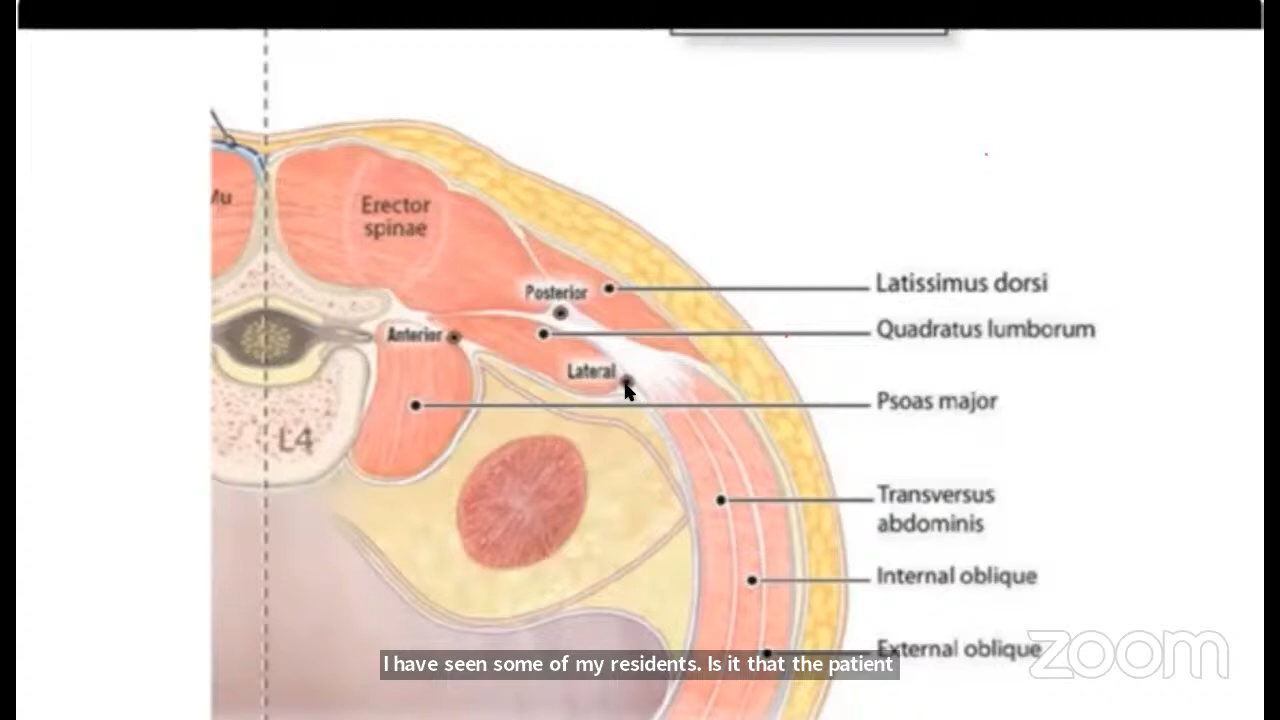 Mu
Erector
spinae
Latissimus dorsi
Posterior
Quadratus lumborum
Anterior
Lateral
Psoas major
L4
Transversus
abdominis
Internal oblique
External oblique
zoom
I have seen some of my residents. Is it that the patient